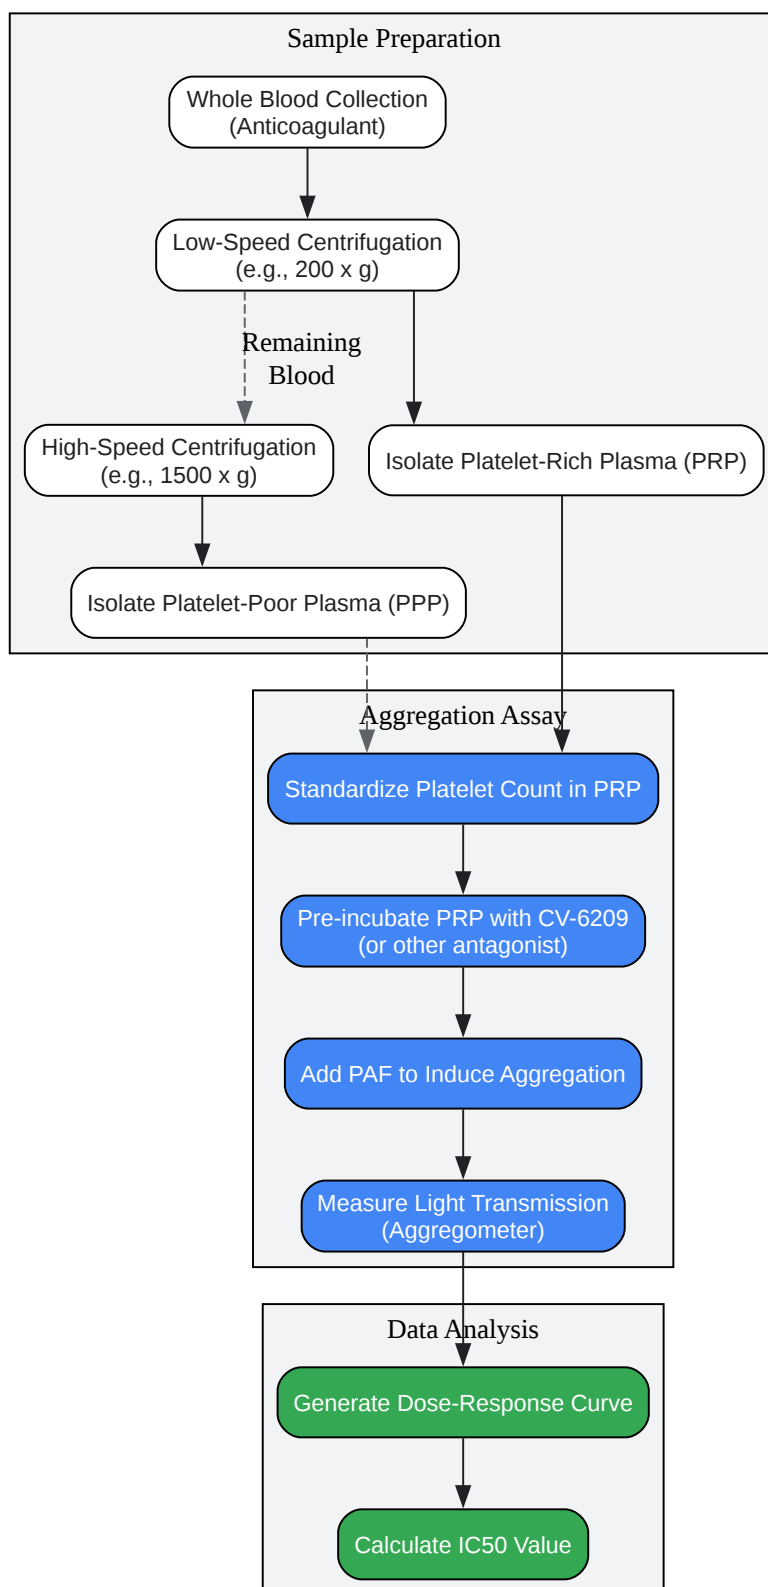 Sample Preparation
Whole Blood Collection
(Anticoagulant)
Low-Speed Centrifugation
(e.g., 200 x g)
Remaining
Blood
High-Speed Centrifugation
(e.g., 1500 x g)
Isolate Platelet-Rich Plasma (PRP)
Isolate Platelet-Poor Plasma (PPP)
Aggregation Assay
Standardize Platelet Count in PRP
Pre-incubate PRP with CV-6209
(or other antagonist)
Add PAF to Induce Aggregation
Measure Light Transmission
(Aggregometer)
Data Analysis
Generate Dose-Response Curve
Calculate IC50 Value